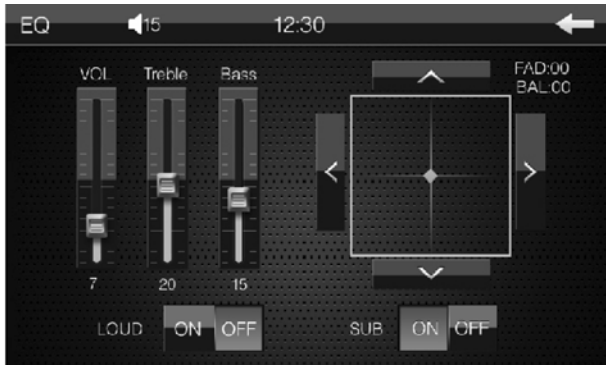 EQ 15 12:30
VOL Treble Bass
FAD:00
BAL:00
7 20 15
LOUD ON OFF SUB ON OFF